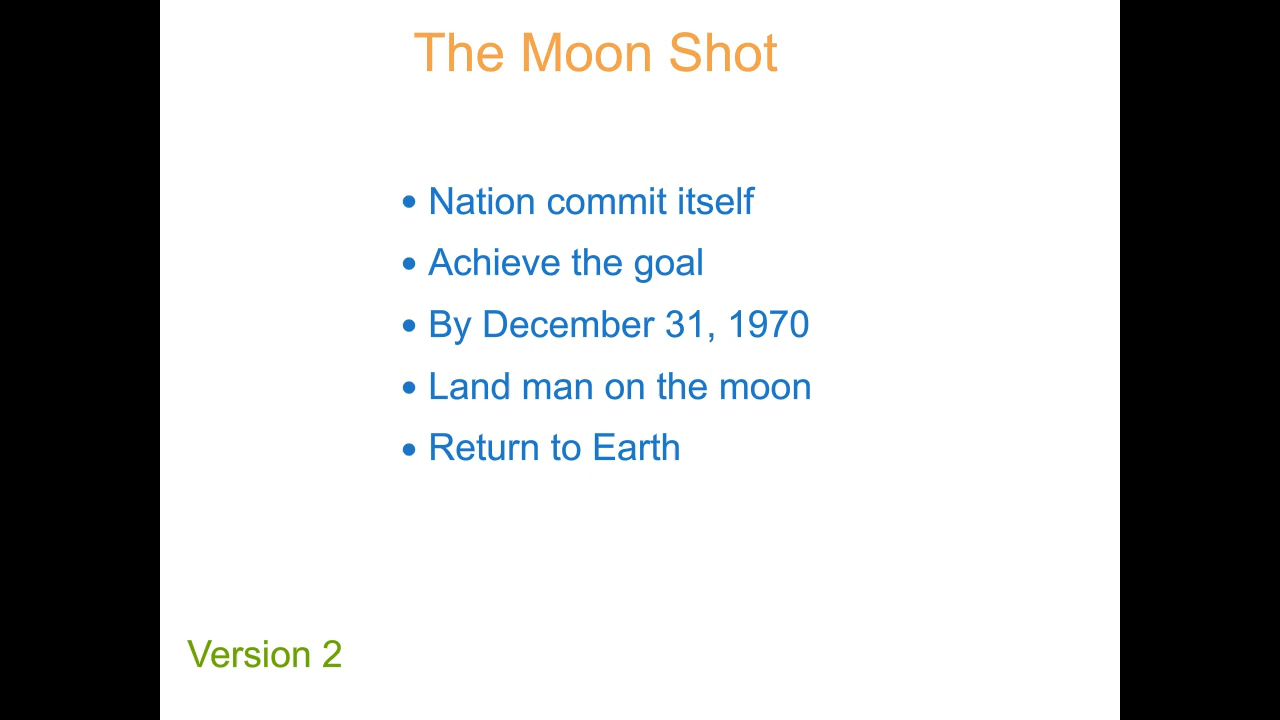 The Moon Shot
• Nation commit itself
• Achieve the goal
• By December 31, 1970
• Land man on the moon
• Return to Earth
Version 2